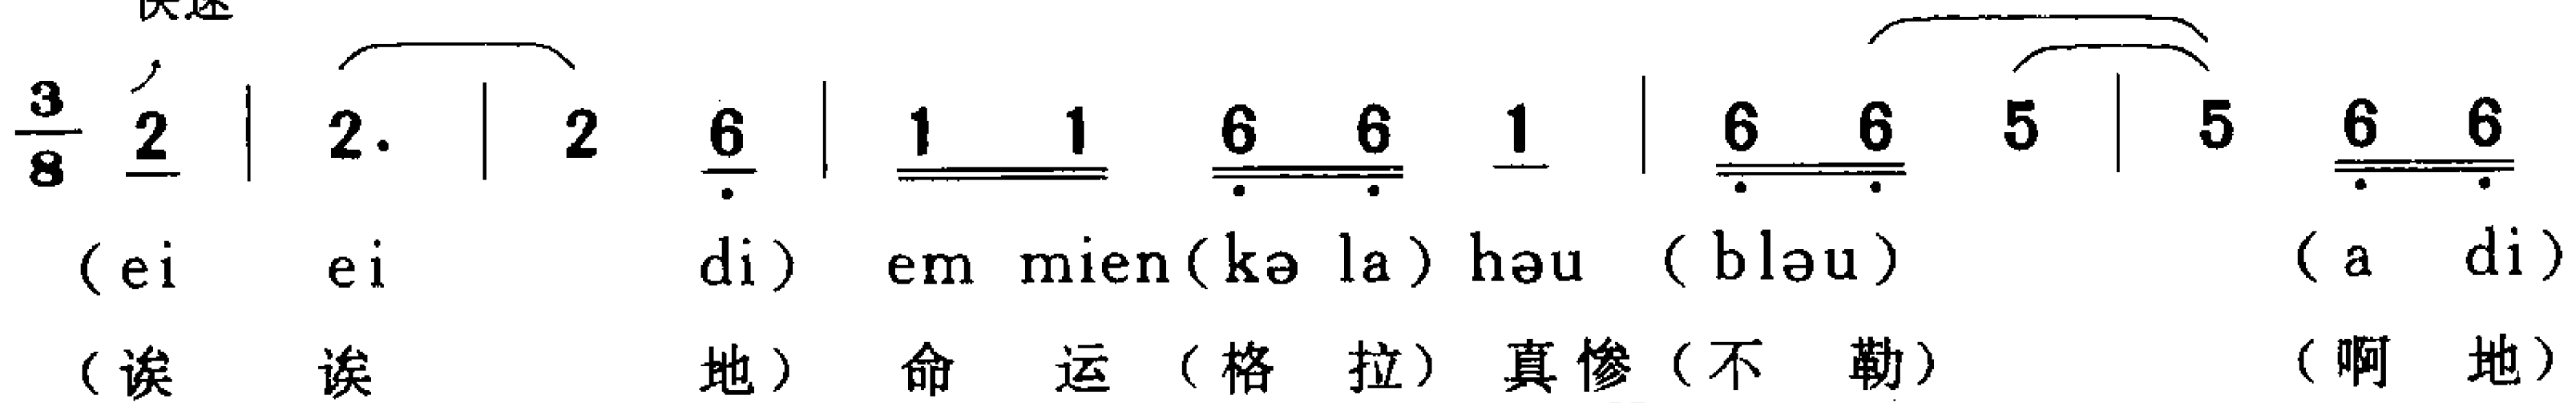 快速
3/8 2 | 2. | 2 6 | 1 1 6 6 1 | 6 6 5 | 5 6 6
(ei ei di) em mien(kə la) həu (bləu) (a di)
(诶 诶 地) 命 运 (格 拉) 真惨(不 勒) (啊 地)